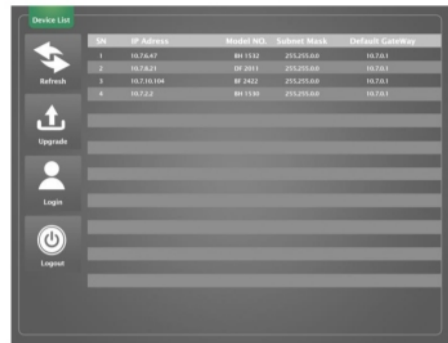 Device List
SN IP Adress Model NO. Subnet Mask Default GateWay
1 10.7.6.47 BH 1532 255.255.0.0 10.7.0.1
2 10.7.8.21 DF 2011 255.255.0.0 10.7.0.1
3 10.7.10.104 BF 2422 255.255.0.0 10.7.0.1
4 10.7.2.2 BH 1530 255.255.0.0 10.7.0.1
Refresh
Upgrade
Login
Logout